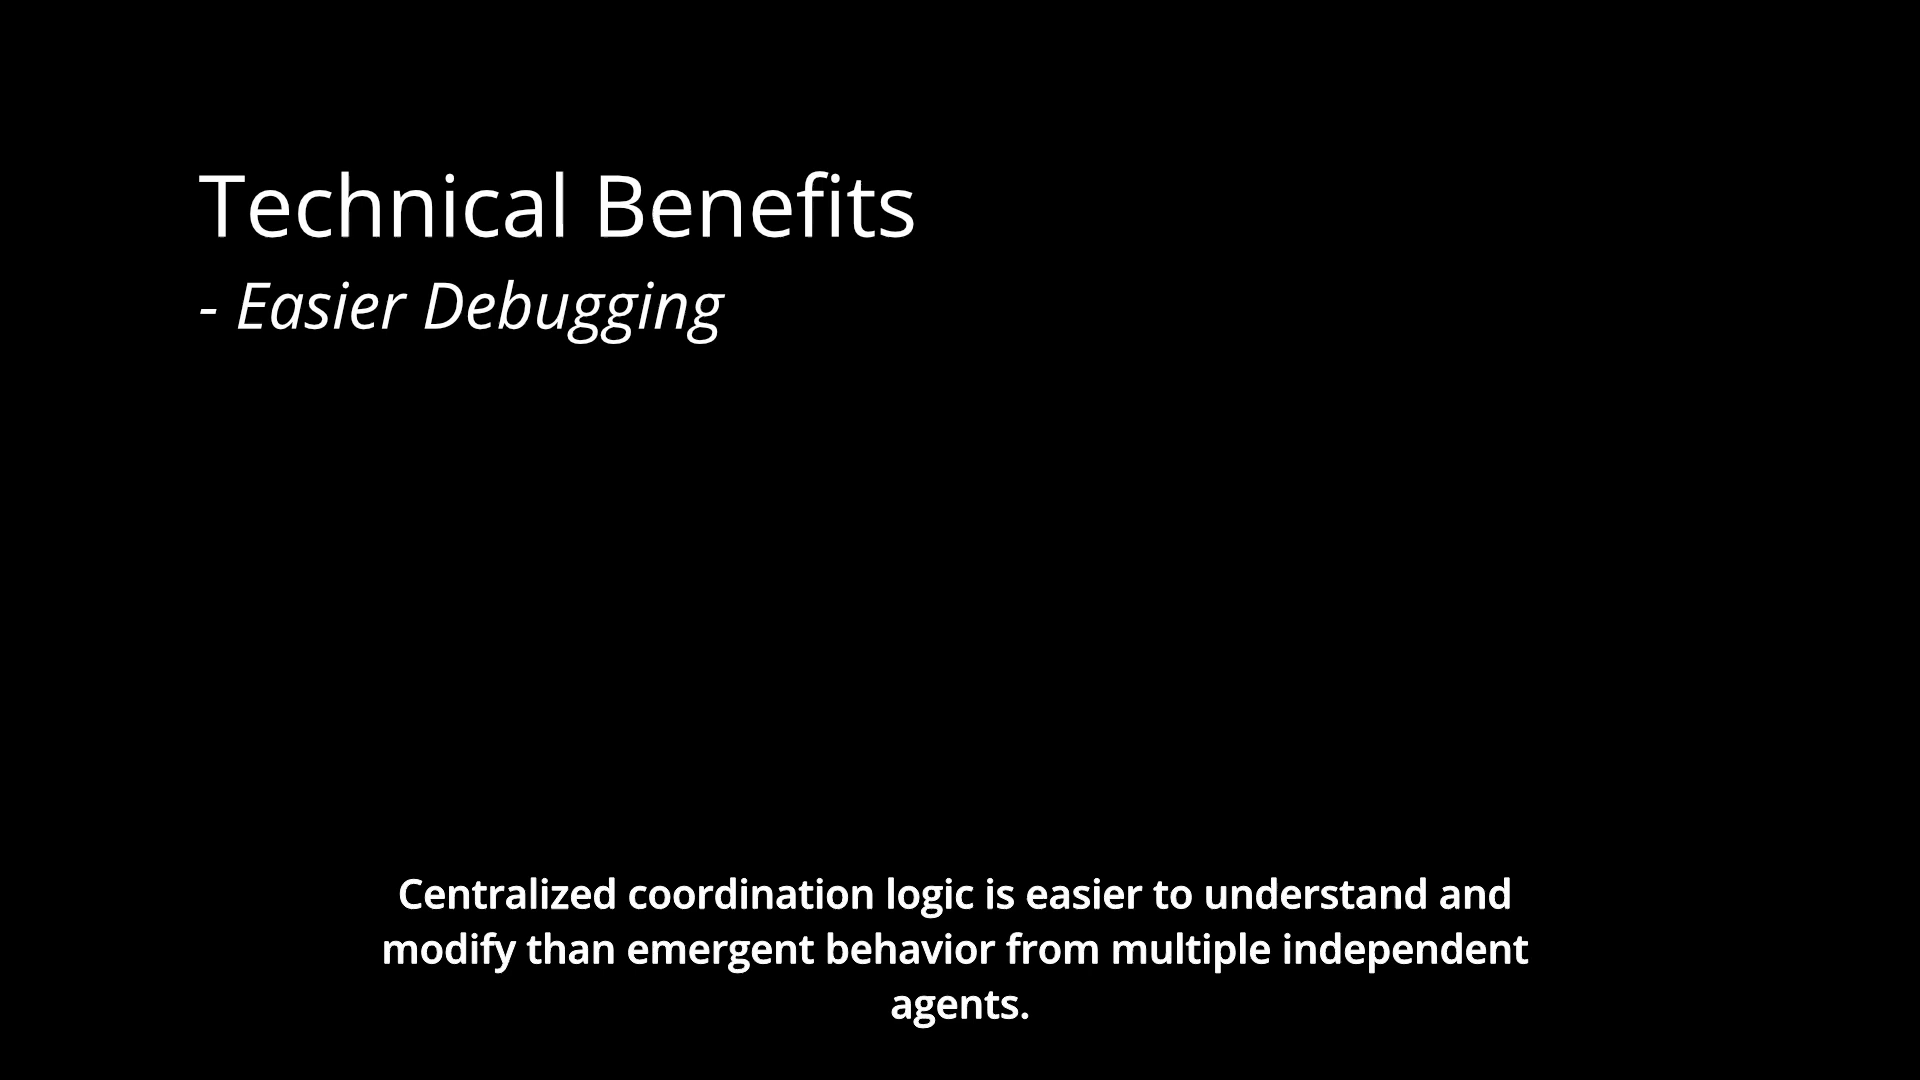 Technical Benefits
- Easier Debugging
Centralized coordination logic is easier to understand and
modify than emergent behavior from multiple independent
agents.